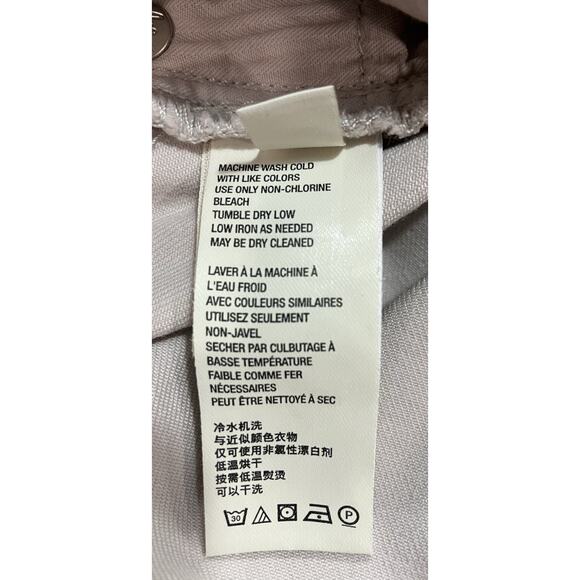 MACHINE WASH COLD
WITH LIKE COLORS
USE ONLY NON-CHLORINE
BLEACH
TUMBLE DRY LOW
LOW IRON AS NEEDED
MAY BE DRY CLEANED
LAVER À LA MACHINE À
L'EAU FROID
AVEC COULEURS SIMILAIRES
UTILISEZ SEULEMENT
NON-JAVEL
SECHER PAR CULBUTAGE À
BASSE TEMPÉRATURE
FAIBLE COMME FER
NÉCESSAIRES
PEUT ÊTRE NETTOYÉ À SEC
冷水机洗
与近似颜色衣物
仅可使用非氯性漂白剂
低温烘干
按需低温熨烫
可以干洗
30 P